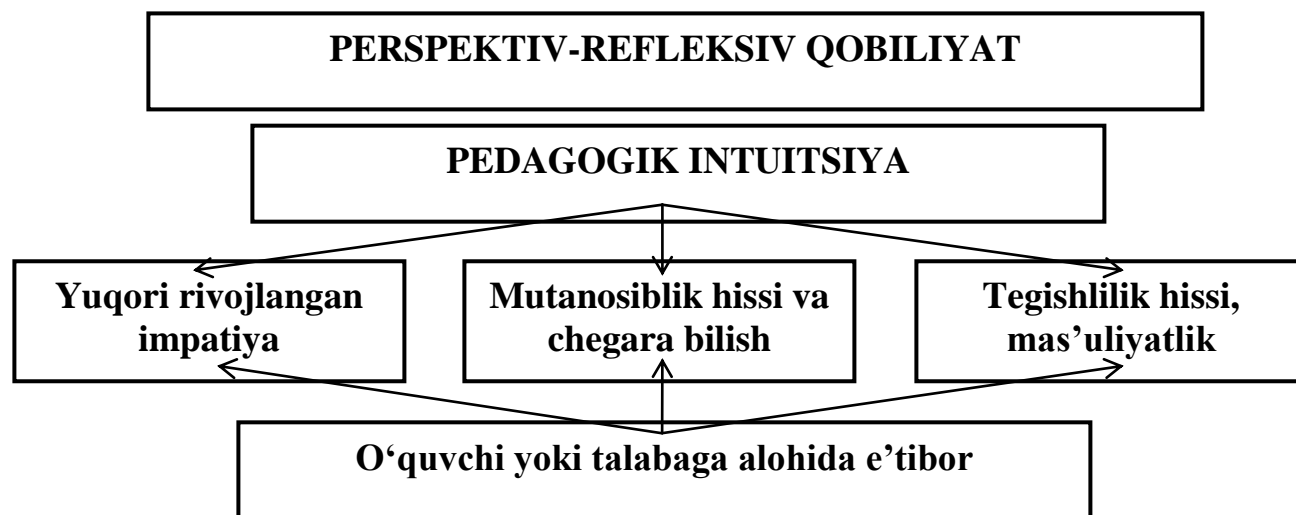 PERSPEKTIV-REFLEKSIV QOBILIYAT
PEDAGOGIK INTUITSIYA
Yuqori rivojlangan
impatiya
Mutanosiblik hissi va
chegara bilish
Tegishlilik hissi,
mas’uliyatlik
O‘quvchi yoki talabaga alohida e’tibor